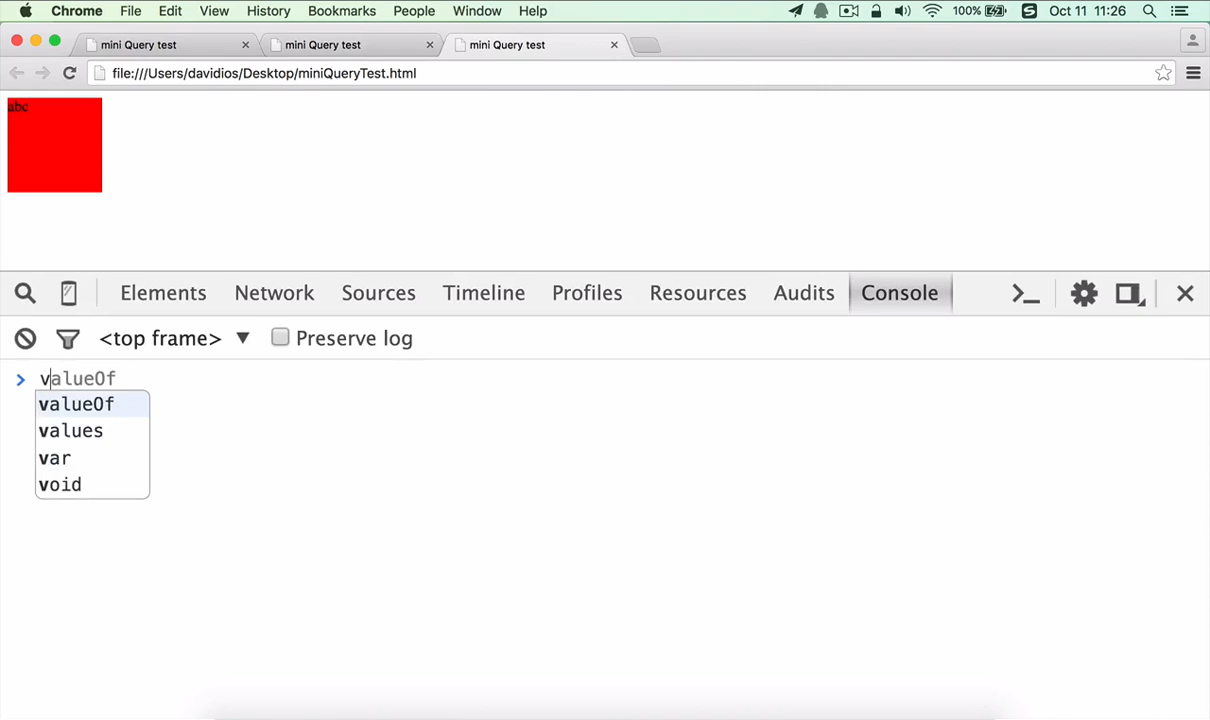 Chrome File Edit View History Bookmarks People Window Help 100% Oct 11 11:26
mini Query test mini Query test mini Query test
file:///Users/davidios/Desktop/miniQueryTest.html
abc
Elements Network Sources Timeline Profiles Resources Audits Console
<top frame> ▼ Preserve log
> valueOf
valueOf
values
var
void